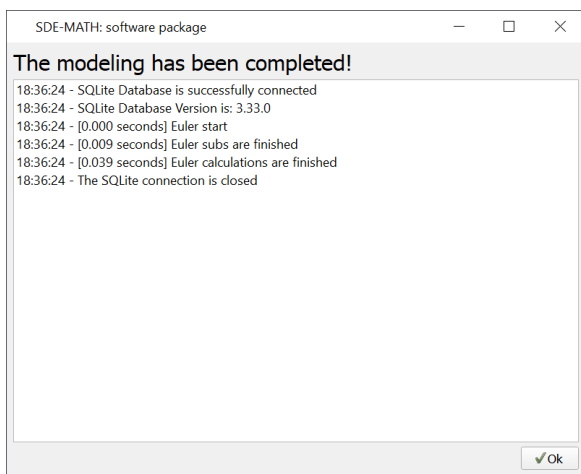 SDE-MATH: software package
The modeling has been completed!
18:36:24 - SQLite Database is successfully connected
18:36:24 - SQLite Database Version is: 3.33.0
18:36:24 - [0.000 seconds] Euler start
18:36:24 - [0.009 seconds] Euler subs are finished
18:36:24 - [0.039 seconds] Euler calculations are finished
18:36:24 - The SQLite connection is closed
Ok